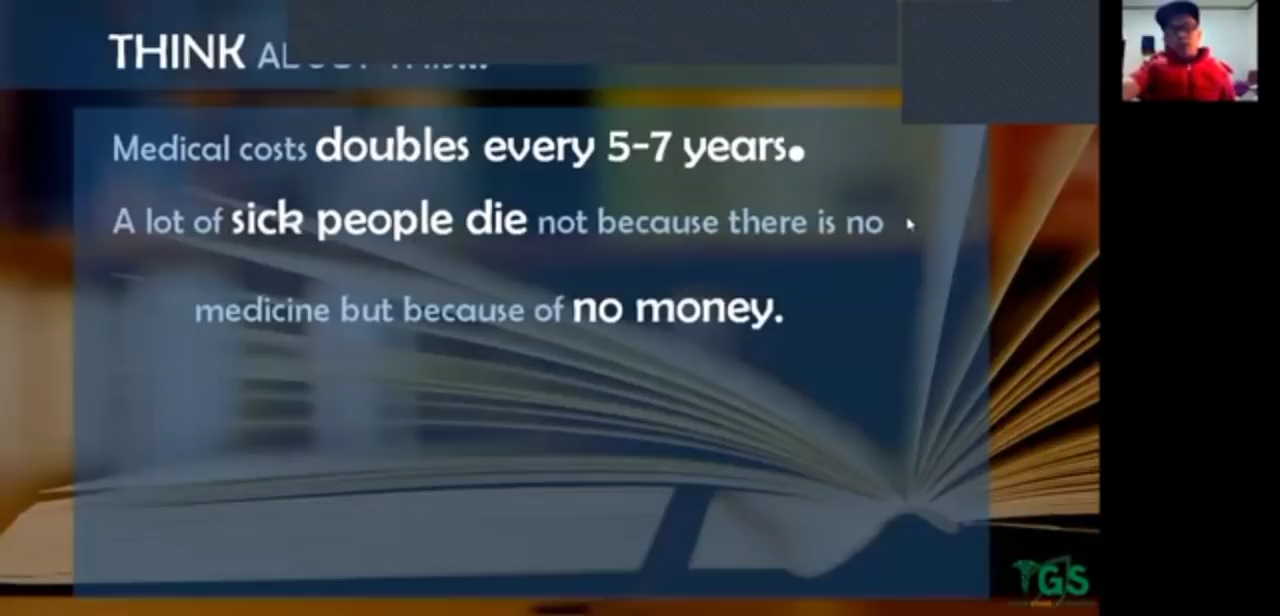 THINK
Medical costs doubles every 5-7 years.
A lot of sick people die not because there is no
medicine but because of no money.
GS